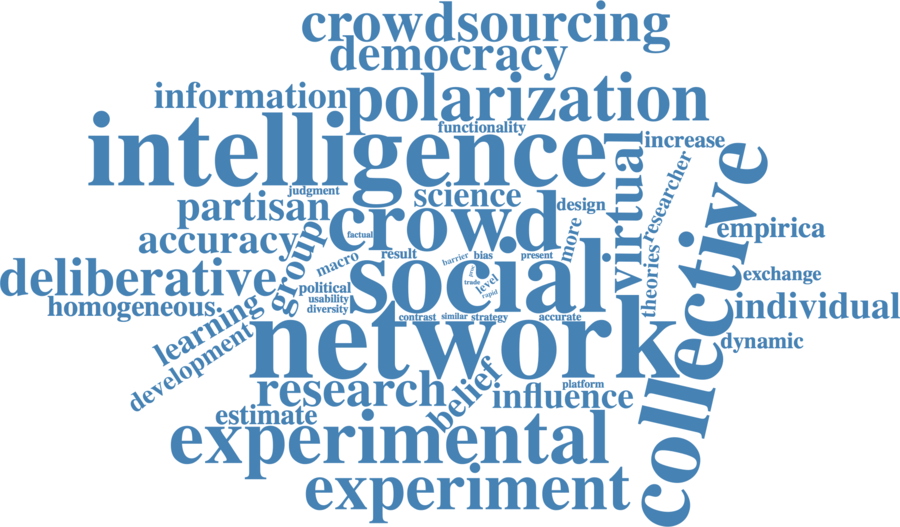 crowdsourcing
democracy
information
polarization
functionality
intelligence
increase
virtual
researcher
collective
judgment
science
partisan
crowd
design
more
accuracy
group
factual
empirica
deliberative
macro
result
barrier
bias
present
social
theories
exchange
political
price
trade
level
rapid
usability
diversity
homogeneous
individual
learning
contrast
similar
strategy
accurate
network
dynamic
development
research
belief
influence
platform
estimate
experimental
experiment